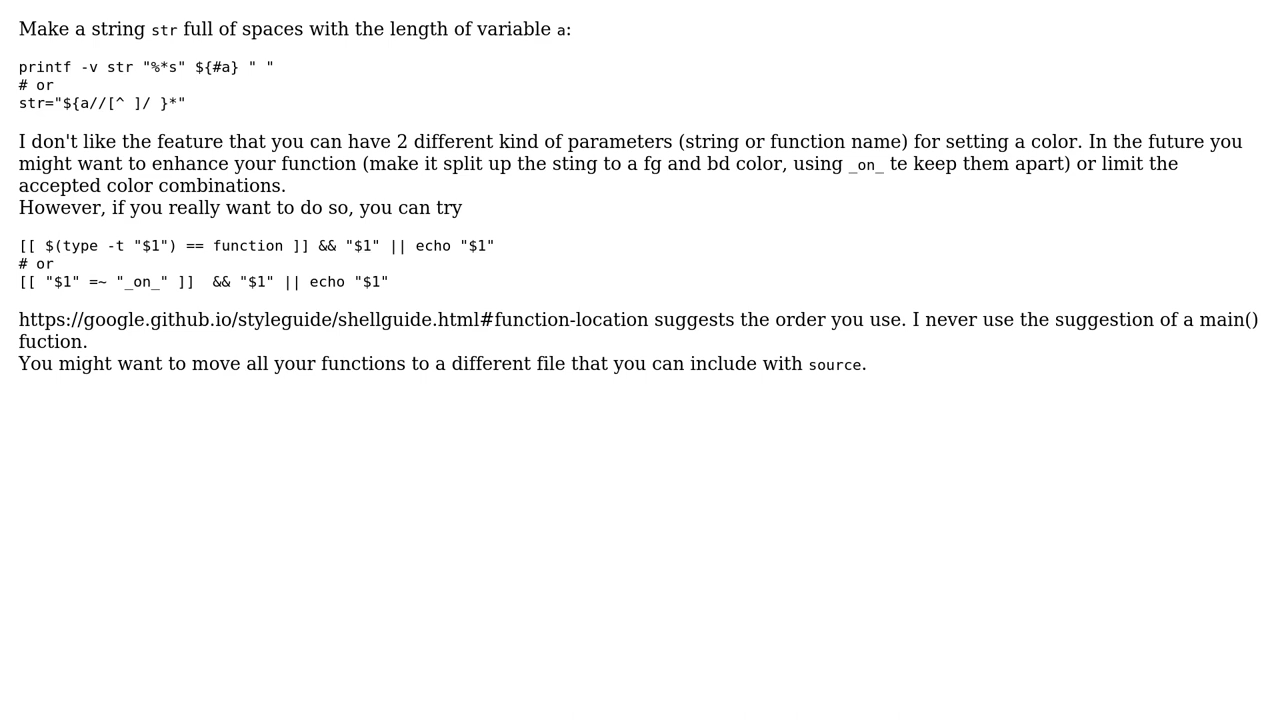 Make a string str full of spaces with the length of variable a:
printf -v str "%*s" ${#a} " "
# or
str="${a//[^ ]/ }*"
I don't like the feature that you can have 2 different kind of parameters (string or function name) for setting a color. In the future you
might want to enhance your function (make it split up the sting to a fg and bd color, using _on_ te keep them apart) or limit the
accepted color combinations.
However, if you really want to do so, you can try
[[ $(type -t "$1") == function ]] && "$1" || echo "$1"
# or
[[ "$1" =~ "_on_" ]]  && "$1" || echo "$1"
https://google.github.io/styleguide/shellguide.html#function-location suggests the order you use. I never use the suggestion of a main()
fuction.
You might want to move all your functions to a different file that you can include with source.